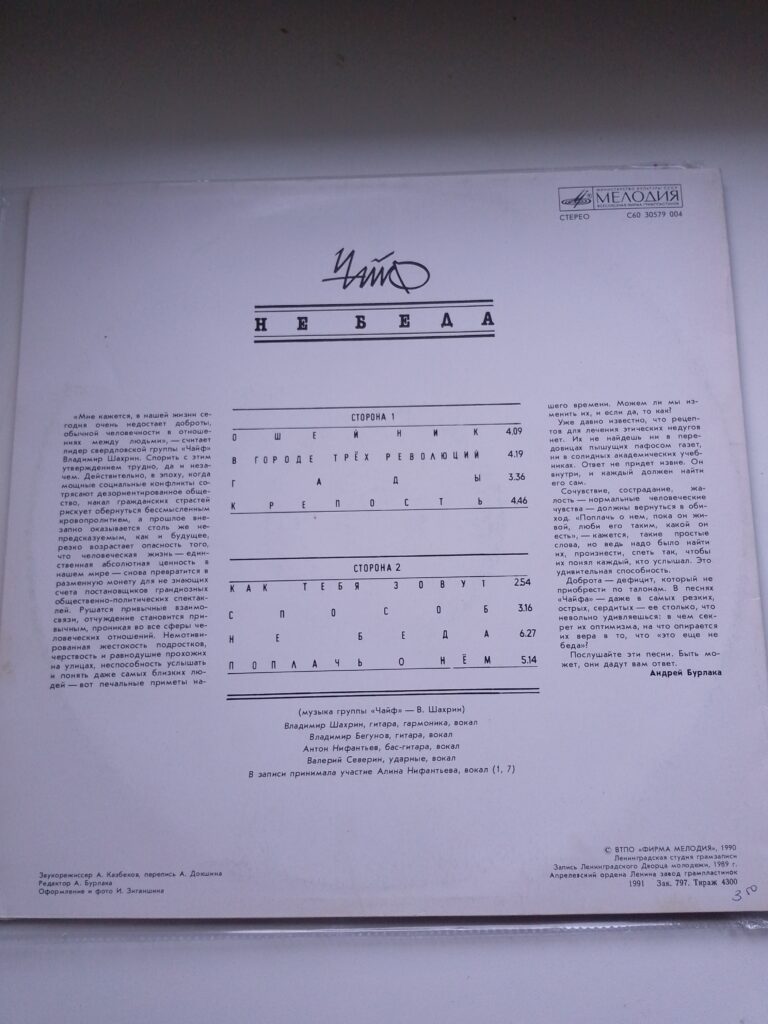 МИНИСТЕРСТВО КУЛЬТУРЫ СССР
МЕЛОДИЯ
ВСЕСОЮЗНАЯ ФИРМА ГРАМПЛАСТИНОК
СТЕРЕО С60 30579 004
Чайф
НЕ БЕДА
«Мне кажется, в нашей жизни се-
годня очень недостает доброты,
обычной человечности в отноше-
ниях между людьми», — считает
лидер свердловской группы «Чайф»
Владимир Шахрин. Спорить с этим
утверждением трудно, да и неза-
чем. Действительно, в эпоху, когда
мощные социальные конфликты со-
трясают дезориентированное обще-
ство, накал гражданских страстей
рискует обернуться бессмысленным
кровопролитием, а прошлое вне-
запно оказывается столь же не-
предсказуемым, как и будущее,
резко возрастает опасность того,
что человеческая жизнь — един-
ственная абсолютная ценность в
нашем мире — снова превратится в
разменную монету для не знающих
счета постановщиков грандиозных
общественно-политических спектак-
лей. Рушатся привычные взаимо-
связи, отчуждение становится при-
вычным, проникая во все сферы че-
ловеческих отношений. Немотиви-
рованная жестокость подростков,
черствость и равнодушие прохожих
на улицах, неспособность услышать
и понять даже самых близких лю-
дей — вот печальные приметы на-
СТОРОНА 1
ОШЕЙНИК 4.09
В ГОРОДЕ ТРЁХ РЕВОЛЮЦИЙ 4.19
ГАДЫ 3.36
КРЕПОСТЬ 4.46
СТОРОНА 2
КАК ТЕБЯ ЗОВУТ 2.54
СПОСОБ 3.16
НЕ БЕДА 6.27
ПОПЛАЧЬ О НЁМ 5.14
(музыка группы «Чайф» — В. Шахрин)
Владимир Шахрин, гитара, гармоника, вокал
Владимир Бегунов, гитара, вокал
Антон Нифантьев, бас-гитара, вокал
Валерий Северин, ударные, вокал
В записи принимала участие Алина Нифантьева, вокал (1, 7)
шего времени. Можем ли мы из-
менить их, и если да, то как!
Уже давно известно, что рецеп-
тов для лечения этических недугов
нет. Их не найдешь ни в пере-
довицах пышущих пафосом газет,
ни в солидных академических учеб-
никах. Ответ не придет извне. Он
внутри, и каждый должен найти
его сам.
Сочувствие, сострадание, жа-
лость — нормальные человеческие
чувства — должны вернуться в оби-
ход. «Поплачь о нем, пока он жи-
вой, люби его таким, какой он
есть», — кажется, такие простые
слова, но ведь надо было найти
их, произнести, спеть так, чтобы
их понял каждый, кто услышал. Это
удивительная способность.
Доброта — дефицит, который не
приобрести по талонам. В песнях
«Чайфа» — даже в самых резких,
острых, сердитых — ее столько, что
невольно удивляешься: в чем сек-
рет их оптимизма, на что опирается
их вера в то, что «это еще не
беда»!
Послушайте эти песни. Быть мо-
жет, они дадут вам ответ.
Андрей Бурлака
Звукорежиссер А. Казбеков, перепись А. Докшина
Редактор А. Бурлака
Оформление и фото И. Зиганшина
© ВТПО «ФИРМА МЕЛОДИЯ», 1990
Ленинградская студия грамзаписи
Запись Ленинградского Дворца молодежи, 1989 г.
Апрелевский ордена Ленина завод грампластинок
1991 Зак. 797. Тираж 4300
3 50